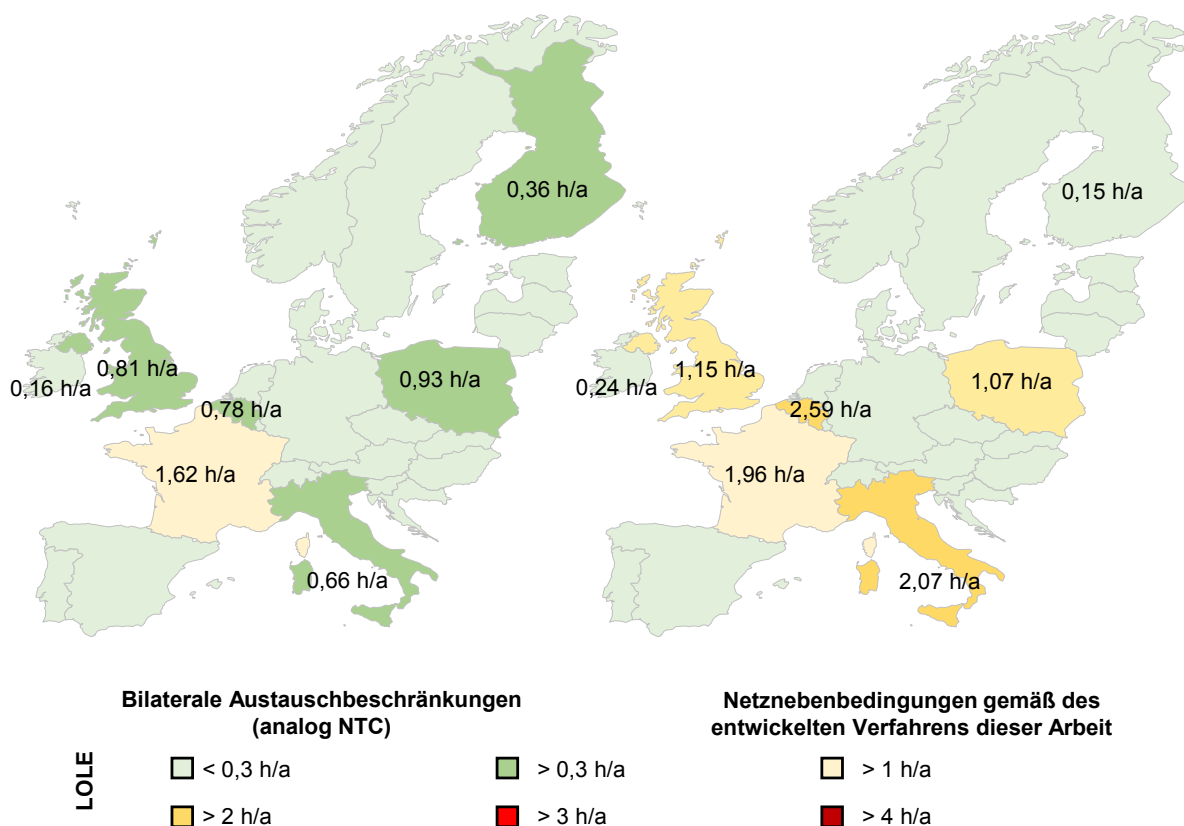 0,36 h/a
0,81 h/a
0,16 h/a
0,93 h/a
0,78 h/a
1,62 h/a
0,66 h/a
0,15 h/a
1,15 h/a
0,24 h/a
1,07 h/a
2,59 h/a
1,96 h/a
2,07 h/a
Bilaterale Austauschbeschränkungen
(analog NTC)
Netznebenbedingungen gemäß des
entwickelten Verfahrens dieser Arbeit
LOLE
< 0,3 h/a
> 0,3 h/a
> 1 h/a
> 2 h/a
> 3 h/a
> 4 h/a